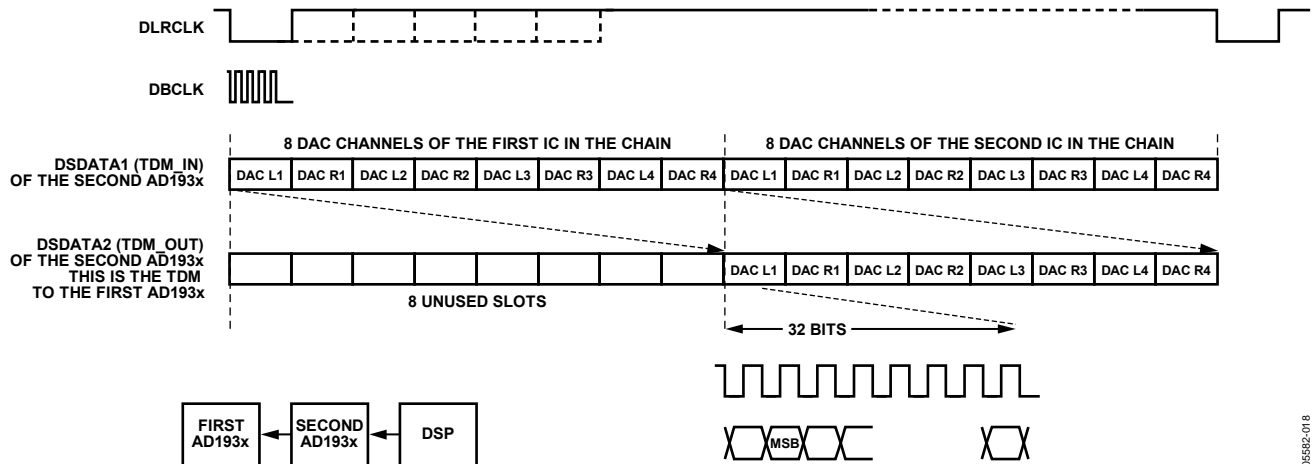 DLRCLK
DBCLK
8 DAC CHANNELS OF THE FIRST IC IN THE CHAIN
8 DAC CHANNELS OF THE SECOND IC IN THE CHAIN
DSDATA1 (TDM_IN)
OF THE SECOND AD193x
DAC L1 DAC R1 DAC L2 DAC R2 DAC L3 DAC R3 DAC L4 DAC R4 DAC L1 DAC R1 DAC L2 DAC R2 DAC L3 DAC R3 DAC L4 DAC R4
DSDATA2 (TDM_OUT)
OF THE SECOND AD193x
THIS IS THE TDM
TO THE FIRST AD193x
DAC L1 DAC R1 DAC L2 DAC R2 DAC L3 DAC R3 DAC L4 DAC R4
8 UNUSED SLOTS
32 BITS
FIRST
AD193x
SECOND
AD193x
DSP
MSB
05582-018